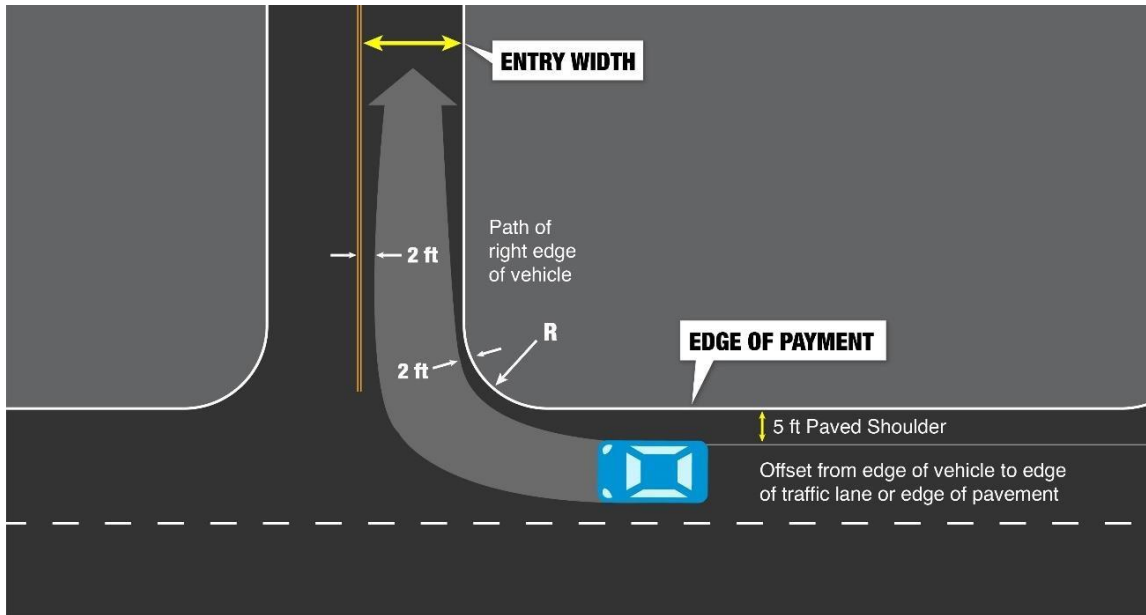 ENTRY WIDTH
Path of
right edge
of vehicle
2 ft
R
2 ft
EDGE OF PAYMENT
5 ft Paved Shoulder
Offset from edge of vehicle to edge
of traffic lane or edge of pavement